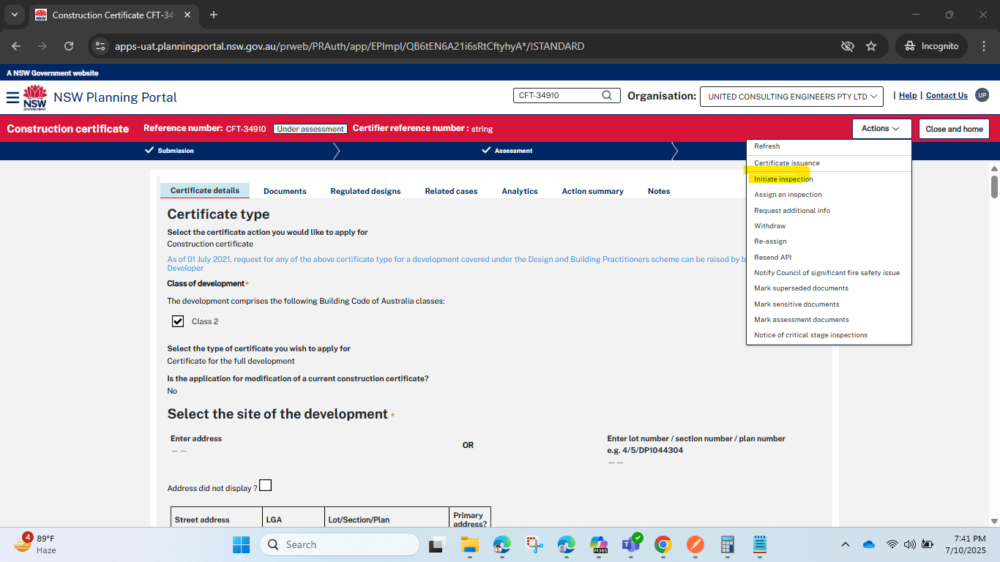 Construction Certificate CFT-34
apps-uat.planningportal.nsw.gov.au/prweb/PRAuth/app/EPImpl/QB6tEN6A21i6sRtCftyhyA*/!STANDARD
Incognito
A NSW Government website
NSW
GOVERNMENT
NSW Planning Portal
CFT-34910
Organisation:
UNITED CONSULTING ENGINEERS PTY LTD
| Help | Contact Us
UP
Construction certificate
Reference number: CFT-34910
Under assessment
Certifier reference number : string
Actions
Close and home
Submission
Assessment
Refresh
Certificate issuance
Initiate inspection
Assign an inspection
Request additional info
Withdraw
Re-assign
Resend API
Notify Council of significant fire safety issue
Mark superseded documents
Mark sensitive documents
Mark assessment documents
Notice of critical stage inspections
Certificate details
Documents
Regulated designs
Related cases
Analytics
Action summary
Notes
Certificate type
Select the certificate action you would like to apply for
Construction certificate
As of 01 July 2021, request for any of the above certificate type for a development covered under the Design and Building Practitioners scheme can be raised by b
Developer
Class of development*
The development comprises the following Building Code of Australia classes:
Class 2
Select the type of certificate you wish to apply for
Certificate for the full development
Is the application for modification of a current construction certificate?
No
Select the site of the development *
Enter address
— —
OR
Enter lot number / section number / plan number
e.g. 4/5/DP1044304
— —
Address did not display ?
Street address
LGA
Lot/Section/Plan
Primary
address?
4
89°F
Haze
Search
M365
7:41 PM
7/10/2025